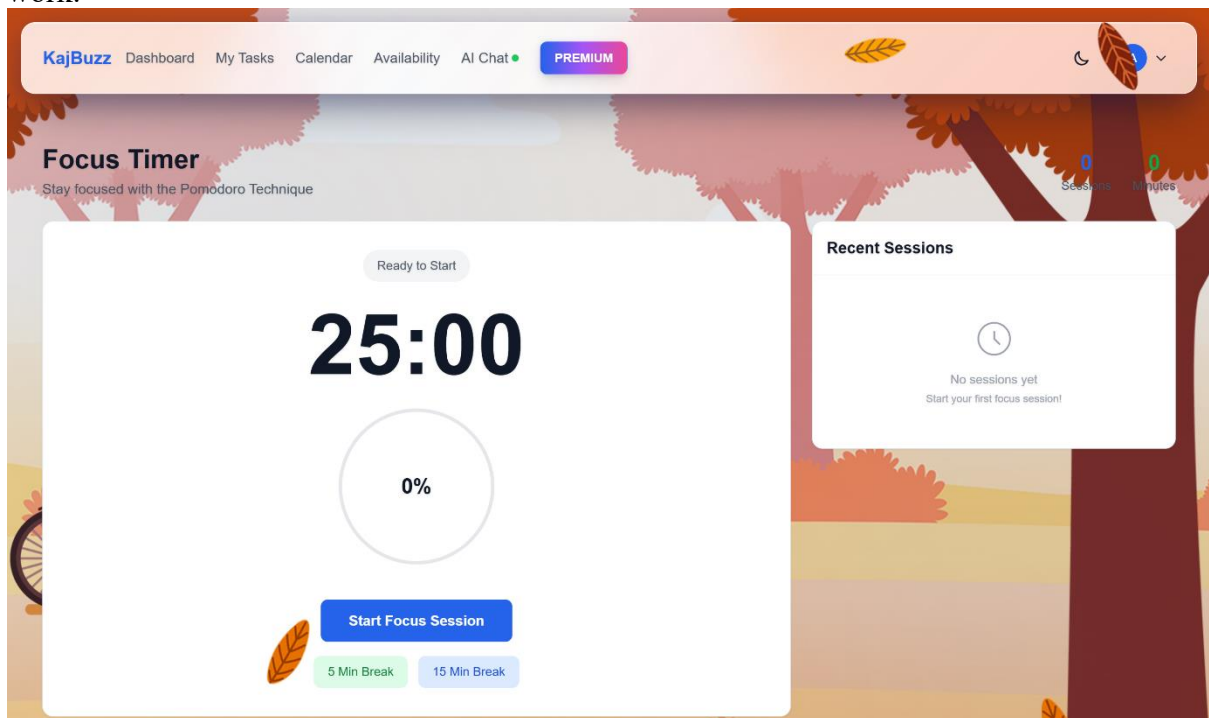 work.
KajBuzz Dashboard My Tasks Calendar Availability AI Chat PREMIUM
Focus Timer
Stay focused with the Pomodoro Technique
0 0
Sessions Minutes
Ready to Start
25:00
0%
Start Focus Session
5 Min Break 15 Min Break
Recent Sessions
No sessions yet
Start your first focus session!